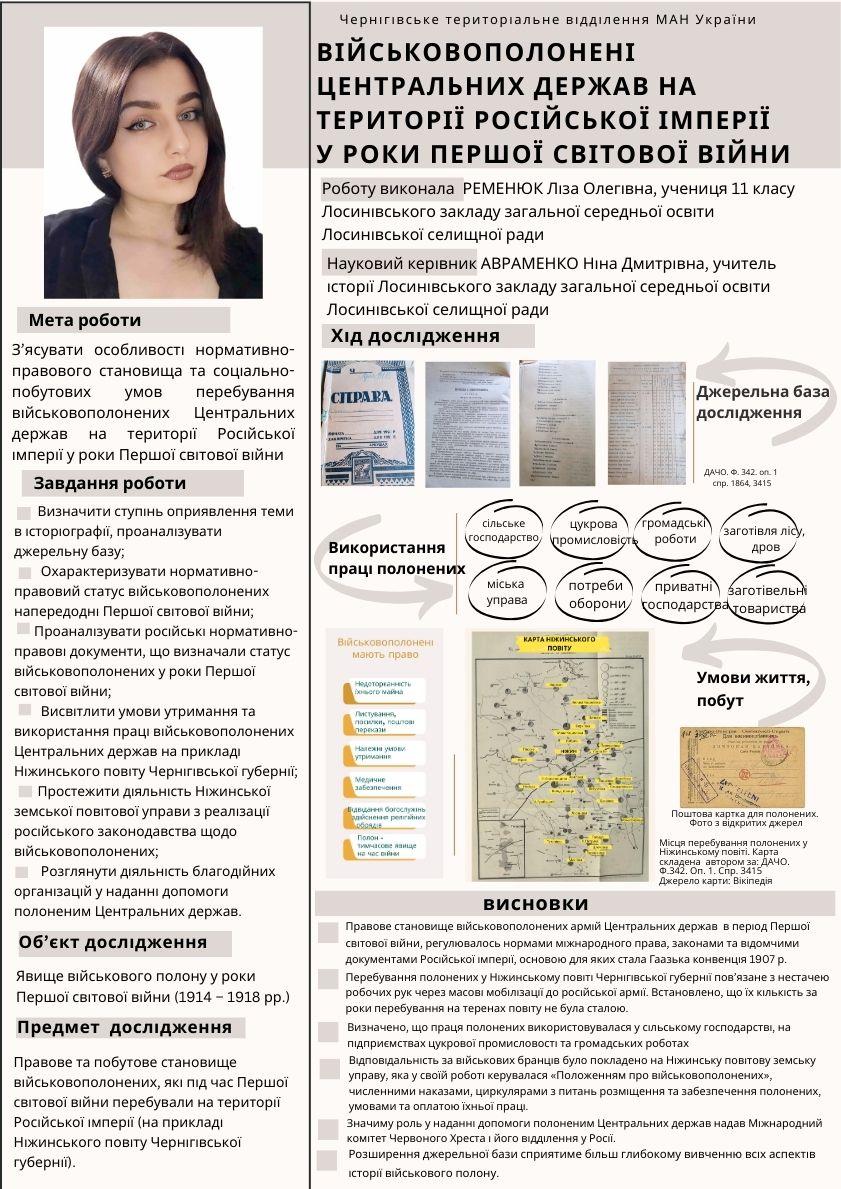 Чернігівське територіальне відділення МАН України
ВІЙСЬКОВОПОЛОНЕНІ
ЦЕНТРАЛЬНИХ ДЕРЖАВ НА
ТЕРИТОРІЇ РОСІЙСЬКОЇ ІМПЕРІЇ
У РОКИ ПЕРШОЇ СВІТОВОЇ ВІЙНИ
Роботу виконала РЕМЕНЮК Ліза Олегівна, учениця 11 класу
Лосинівського закладу загальної середньої освіти
Лосинівської селищної ради
Науковий керівник АВРАМЕНКО Ніна Дмитрівна, учитель
історії Лосинівського закладу загальної середньої освіти
Лосинівської селищної ради
Мета роботи
З’ясувати особливості нормативно-
правового становища та соціально-
побутових умов перебування
військовополонених Центральних
держав на території Російської
імперії у роки Першої світової війни
Завдання роботи
Визначити ступінь оприявлення теми
в історіографії, проаналізувати
джерельну базу;
Охарактеризувати нормативно-
правовий статус військовополонених
напередодні Першої світової війни;
Проаналізувати російські нормативно-
правові документи, що визначали статус
військовополонених у роки Першої
світової війни;
Висвітлити умови утримання та
використання праці військовополонених
Центральних держав на прикладі
Ніжинського повіту Чернігівської губернії;
Простежити діяльність Ніжинської
земської повітової управи з реалізації
російського законодавства щодо
військовополонених;
Розглянути діяльність благодійних
організацій у наданні допомоги
полоненим Центральних держав.
Об’єкт дослідження
Явище військового полону у роки
Першої світової війни (1914 – 1918 рр.)
Предмет дослідження
Правове та побутове становище
військовополонених, які під час Першої
світової війни перебували на території
Російської імперії (на прикладі
Ніжинського повіту Чернігівської
губернії).
Хід дослідження
СПРАВА
Джерельна база
дослідження
ДАЧО. Ф. 342. оп. 1
спр. 1864, 3415
Використання
праці полонених
сільське
господарство
цукрова
промисловість
громадські
роботи
заготівля лісу,
дров
міська
управа
потреби
оборони
приватні
господарства
заготівельні
товариства
Військовополонені
мають право
Недоторканність
їхнього майна
Листування,
посилки, поштові
перекази
Належні умови
утримання
Медичне
забезпечення
Відвідання богослужінь
здійснення релігійних
обрядів
Полон -
тимчасове явище
на час війни
КАРТА НІЖИНСЬКОГО
ПОВІТУ
НІЖИН
Умови життя,
побут
Поштова картка для полонених.
Фото з відкритих джерел
Місця перебування полонених у
Ніжинському повіті. Карта
складена автором за: ДАЧО.
Ф.342. Оп. 1. Спр. 3415
Джерело карти: Вікіпедія
висновки
Правове становище військовополонених армій Центральних держав в період Першої
світової війни, регулювалось нормами міжнародного права, законами та відомчими
документами Російської імперії, основою для яких стала Гаазька конвенція 1907 р.
Перебування полонених у Ніжинському повіті Чернігівської губернії пов’язане з нестачею
робочих рук через масові мобілізації до російської армії. Встановлено, що їх кількість за
роки перебування на теренах повіту не була сталою.
Визначено, що праця полонених використовувалася у сільському господарстві, на
підприємствах цукрової промисловості та громадських роботах
Відповідальність за військових бранців було покладено на Ніжинську повітову земську
управу, яка у своїй роботі керувалася «Положенням про військовополонених»,
численними наказами, циркулярами з питань розміщення та забезпечення полонених,
умовами та оплатою їхньої праці.
Значиму роль у наданні допомоги полоненим Центральних держав надав Міжнародний
комітет Червоного Хреста і його відділення у Росії.
Розширення джерельної бази сприятиме більш глибокому вивченню всіх аспектів
історії військового полону.